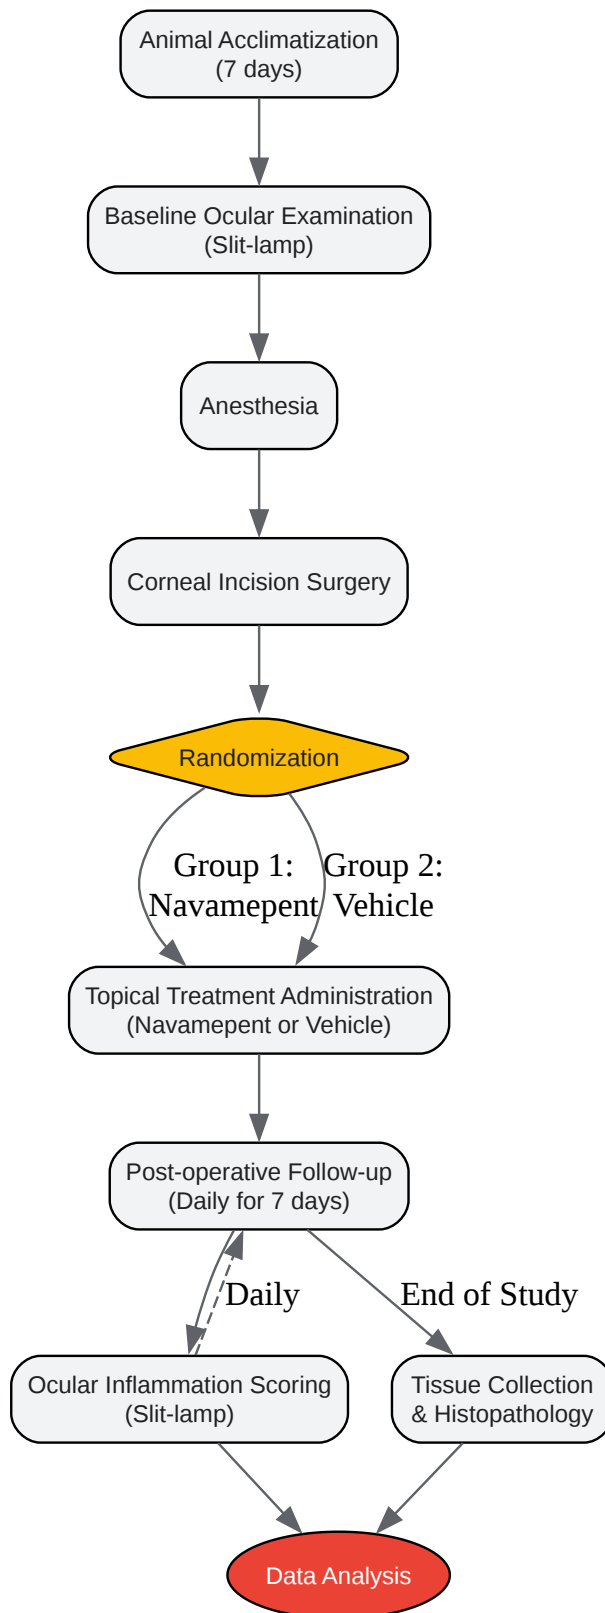 Animal Acclimatization
(7 days)
Baseline Ocular Examination
(Slit-lamp)
Anesthesia
Corneal Incision Surgery
Randomization
Group 1:
Navamepent
Group 2:
Vehicle
Topical Treatment Administration
(Navamepent or Vehicle)
Post-operative Follow-up
(Daily for 7 days)
Daily
End of Study
Ocular Inflammation Scoring
(Slit-lamp)
Tissue Collection
& Histopathology
Data Analysis